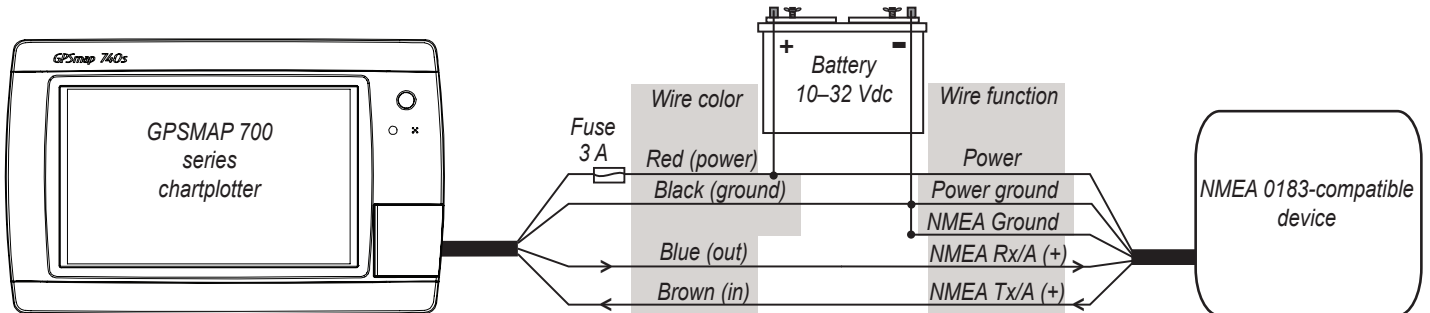 GPSmap 740s
GPSMAP 700
series
chartplotter
Fuse
3 A
Wire color
Red (power)
Black (ground)
Blue (out)
Brown (in)
+ -
Battery
10–32 Vdc
Wire function
Power
Power ground
NMEA Ground
NMEA Rx/A (+)
NMEA Tx/A (+)
NMEA 0183-compatible
device